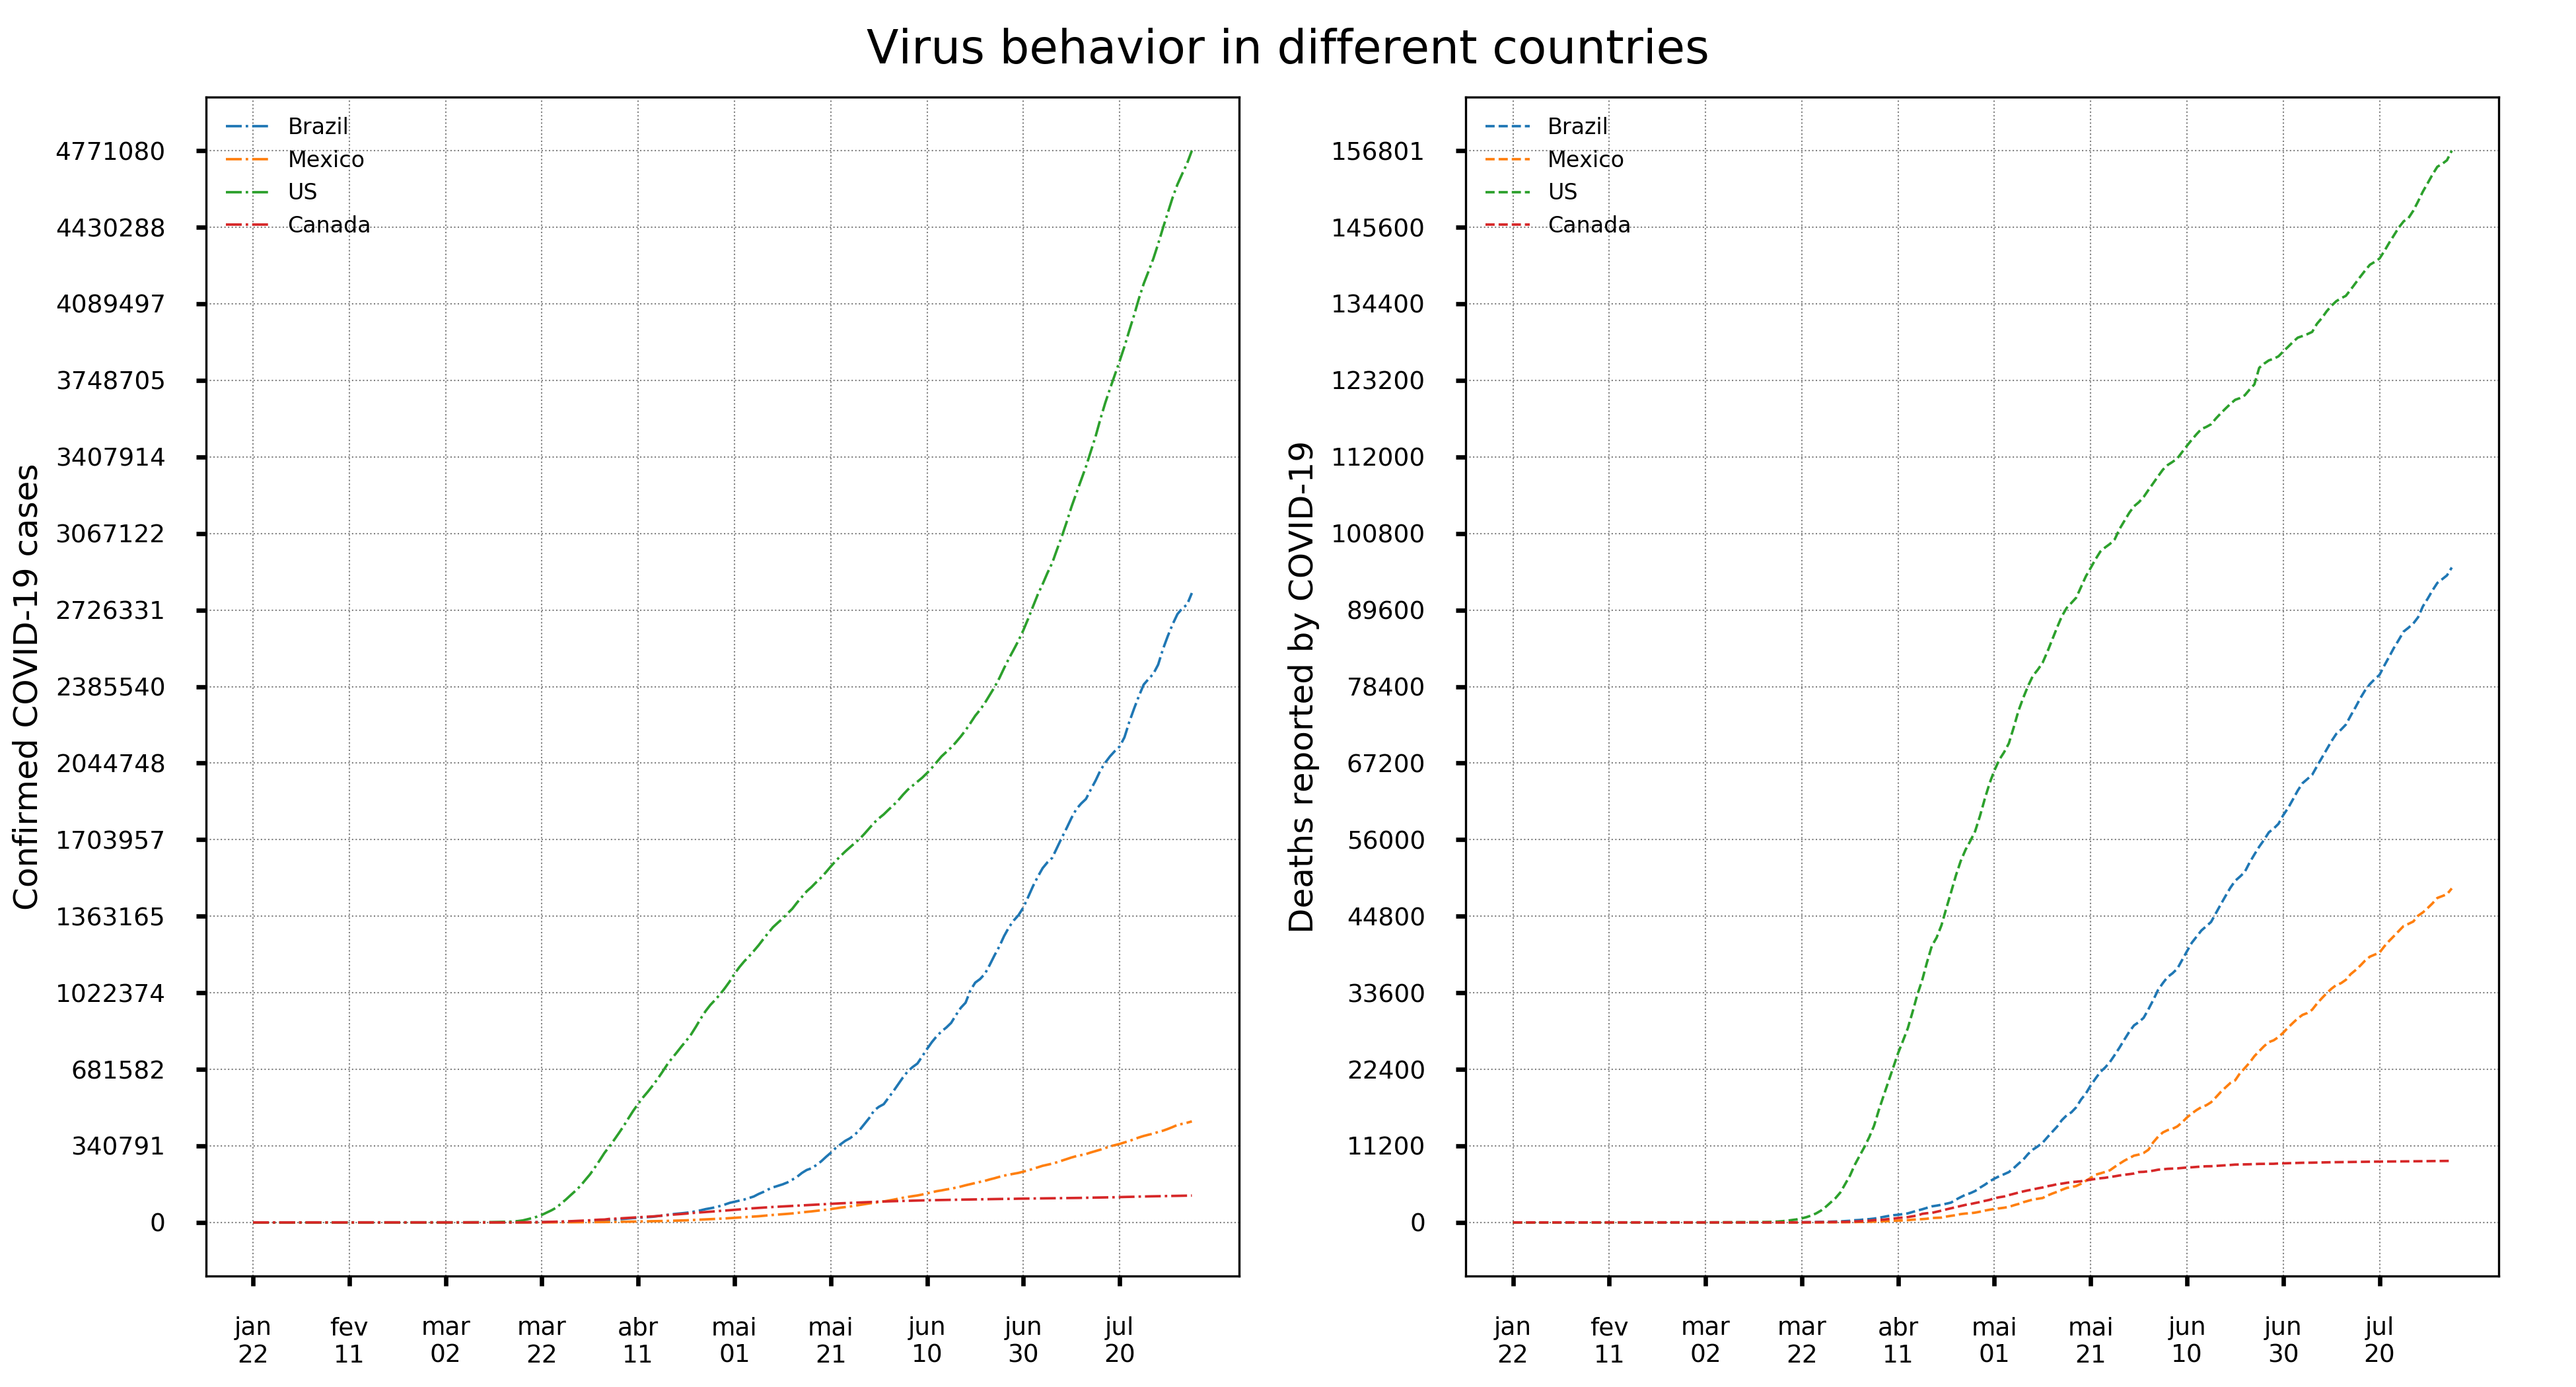 Virus behavior in different countries
Confirmed COVID-19 cases
4771080
4430288
4089497
3748705
3407914
3067122
2726331
2385540
2044748
1703957
1363165
1022374
681582
340791
0
Brazil
Mexico
US
Canada
jan fev mar mar abr mai mai jun jun jul
22 11 02 22 11 01 21 10 30 20
Deaths reported by COVID-19
156801
145600
134400
123200
112000
100800
89600
78400
67200
56000
44800
33600
22400
11200
0
Brazil
Mexico
US
Canada
jan fev mar mar abr mai mai jun jun jul
22 11 02 22 11 01 21 10 30 20